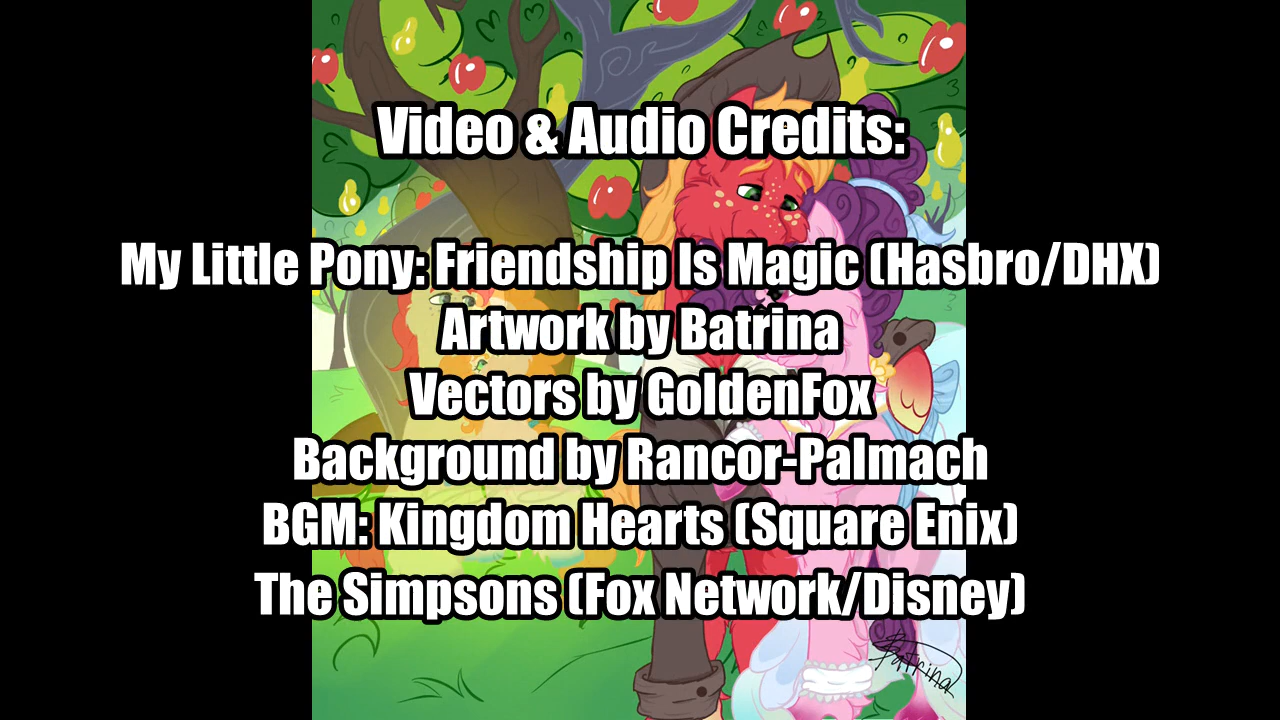 Video & Audio Credits:
My Little Pony: Friendship Is Magic (Hasbro/DHX)
Artwork by Batrina
Vectors by GoldenFox
Background by Rancor-Palmach
BGM: Kingdom Hearts (Square Enix)
The Simpsons (Fox Network/Disney)
Batrina